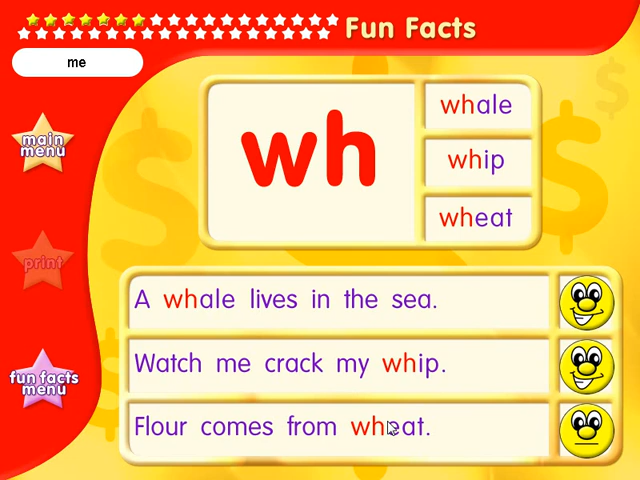 Fun Facts
me
main
menu
print
fun facts
menu
wh
whale
whip
wheat
A whale lives in the sea.
Watch me crack my whip.
Flour comes from wheat.